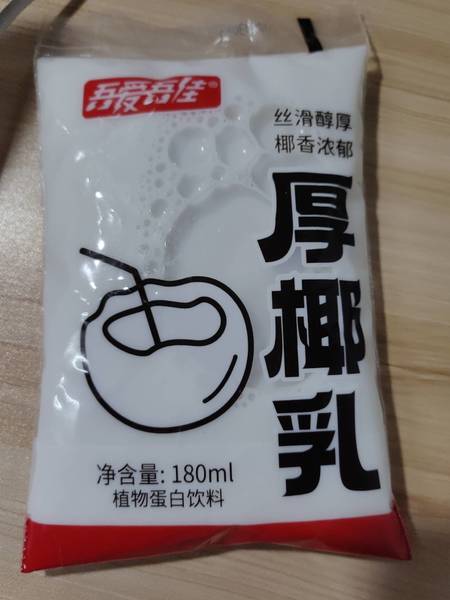 吾爱吾佳®
丝滑醇厚
椰香浓郁
厚椰乳
净含量: 180ml
植物蛋白饮料